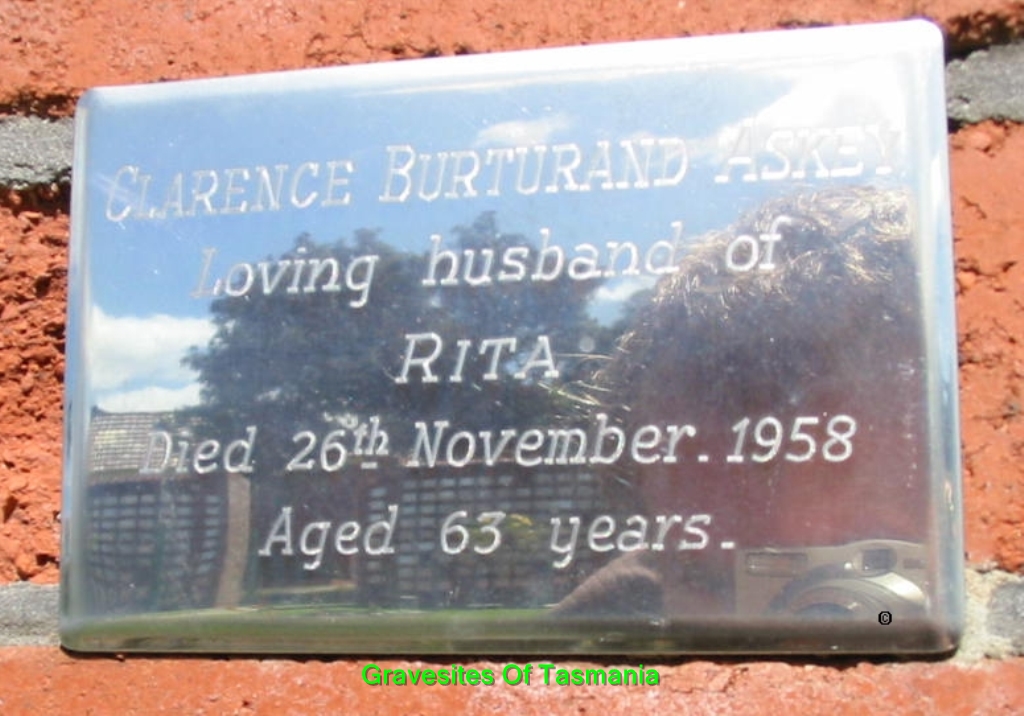 CLARENCE BURTURAND ASKEY
Loving husband of
RITA
Died 26th November. 1958
Aged 63 years.
©
Gravesites Of Tasmania